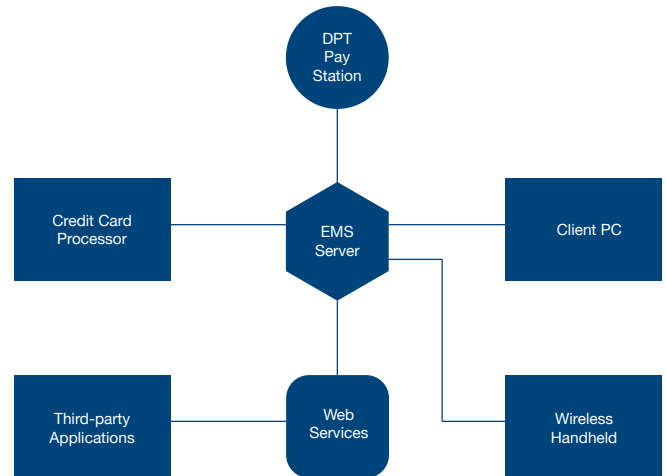 DPT
Pay
Station
Credit Card
Processor
EMS
Server
Client PC
Third-party
Applications
Web
Services
Wireless
Handheld